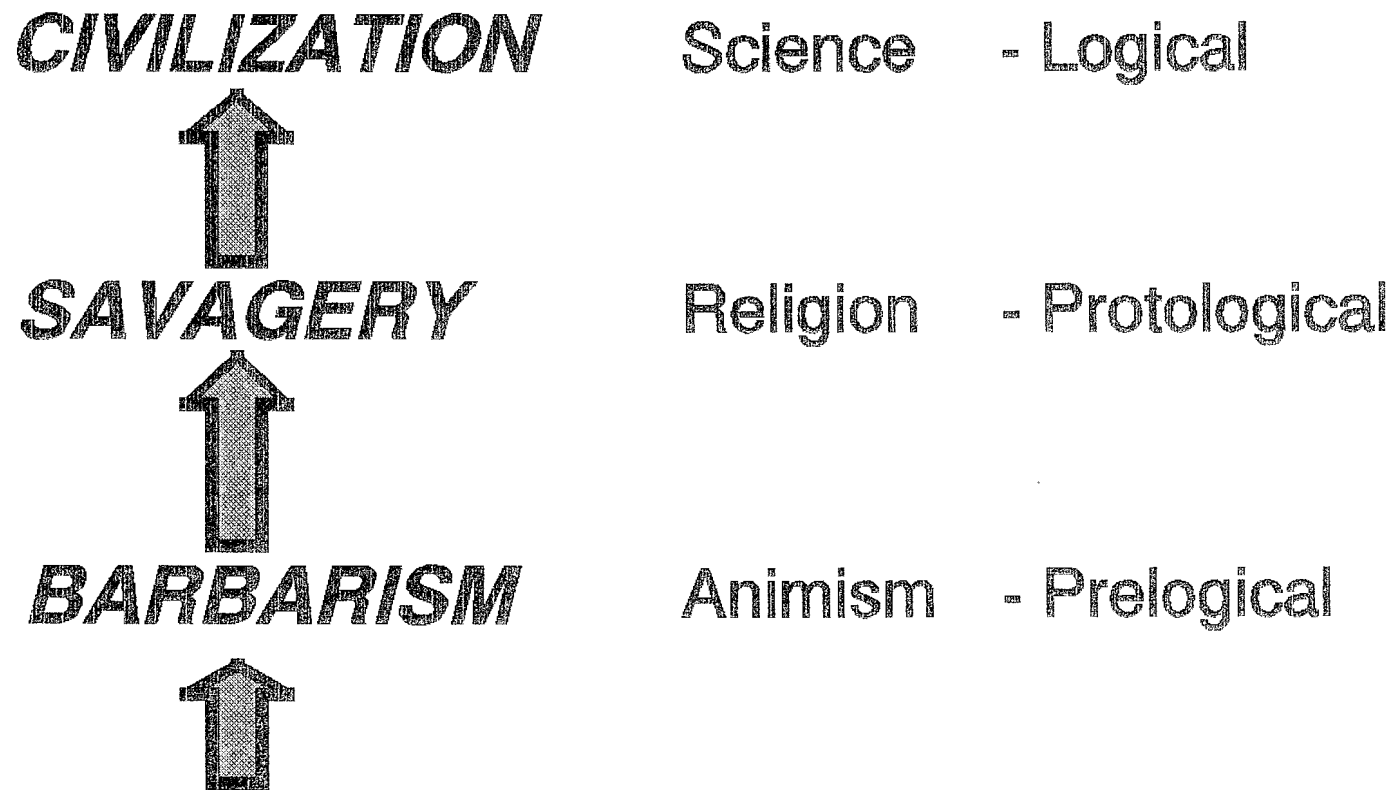 CIVILIZATION Science - Logical
SAVAGERY Religion - Protological
BARBARISM Animism - Prelogical